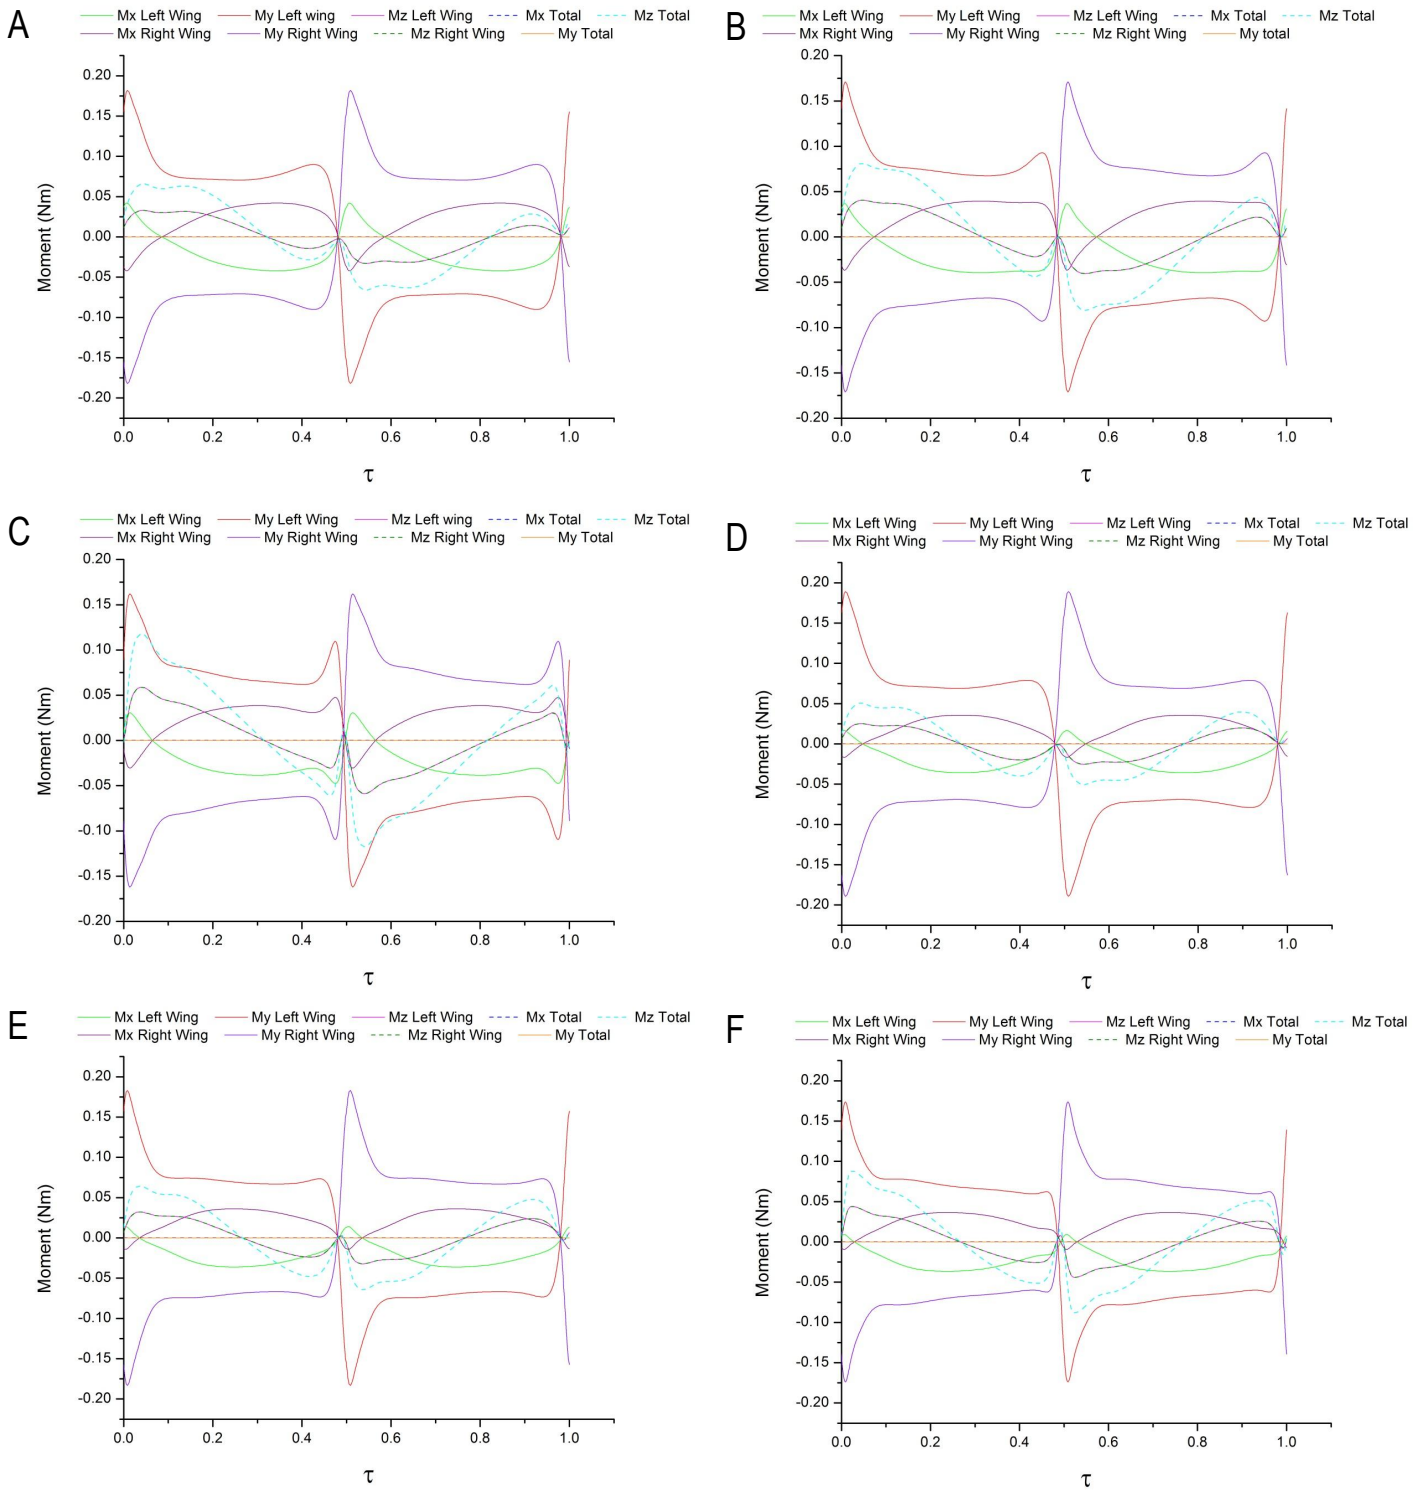 A
Mx Left Wing My Left wing Mz Left Wing Mx Total Mz Total
Mx Right Wing My Right Wing Mz Right Wing My Total
Moment (Nm)
0.20
0.15
0.10
0.05
0.00
-0.05
-0.10
-0.15
-0.20
0.0 0.2 0.4 0.6 0.8 1.0
τ
B
Mx Left Wing My Left Wing Mz Left Wing Mx Total Mz Total
Mx Right Wing My Right Wing Mz Right Wing My total
Moment (Nm)
0.20
0.15
0.10
0.05
0.00
-0.05
-0.10
-0.15
-0.20
0.0 0.2 0.4 0.6 0.8 1.0
τ
C
Mx Left Wing My Left Wing Mz Left wing Mx Total Mz Total
Mx Right Wing My Right Wing Mz Right Wing My Total
Moment (Nm)
0.20
0.15
0.10
0.05
0.00
-0.05
-0.10
-0.15
-0.20
0.0 0.2 0.4 0.6 0.8 1.0
τ
D
Mx Left Wing My Left Wing Mz Left Wing Mx Total Mz Total
Mx Right Wing My Right Wing Mz Right Wing My Total
Moment (Nm)
0.20
0.15
0.10
0.05
0.00
-0.05
-0.10
-0.15
-0.20
0.0 0.2 0.4 0.6 0.8 1.0
τ
E
Mx Left Wing My Left Wing Mz Left Wing Mx Total Mz Total
Mx Right Wing My Right Wing Mz Right Wing My Total
Moment (Nm)
0.20
0.15
0.10
0.05
0.00
-0.05
-0.10
-0.15
-0.20
0.0 0.2 0.4 0.6 0.8 1.0
τ
F
Mx Left Wing My Left Wing Mz Left Wing Mx Total Mz Total
Mx Right Wing My Right Wing Mz Right Wing My Total
Moment (Nm)
0.20
0.15
0.10
0.05
0.00
-0.05
-0.10
-0.15
-0.20
0.0 0.2 0.4 0.6 0.8 1.0
τ